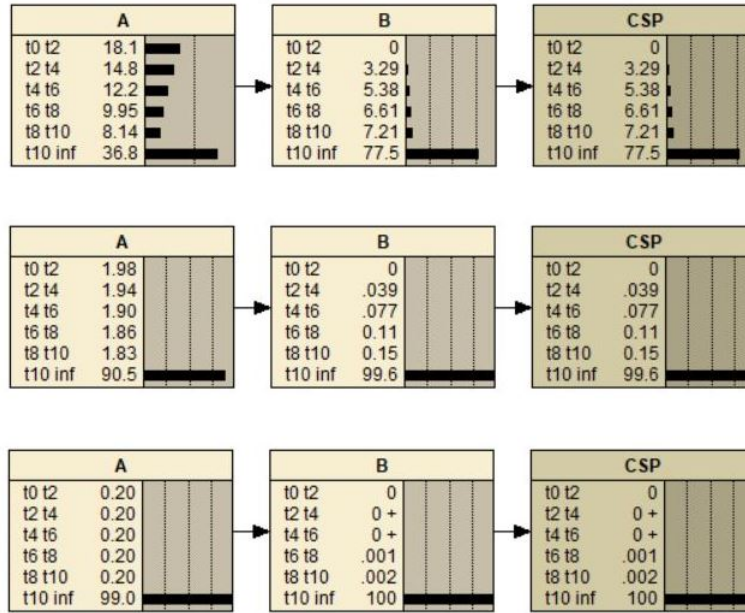 A B CSP
t0 t2 18.1 t0 t2 0 t0 t2 0
t2 t4 14.8 t2 t4 3.29 t2 t4 3.29
t4 t6 12.2 t4 t6 5.38 t4 t6 5.38
t6 t8 9.95 t6 t8 6.61 t6 t8 6.61
t8 t10 8.14 t8 t10 7.21 t8 t10 7.21
t10 inf 36.8 t10 inf 77.5 t10 inf 77.5
A B CSP
t0 t2 1.98 t0 t2 0 t0 t2 0
t2 t4 1.94 t2 t4 .039 t2 t4 .039
t4 t6 1.90 t4 t6 .077 t4 t6 .077
t6 t8 1.86 t6 t8 0.11 t6 t8 0.11
t8 t10 1.83 t8 t10 0.15 t8 t10 0.15
t10 inf 90.5 t10 inf 99.6 t10 inf 99.6
A B CSP
t0 t2 0.20 t0 t2 0 t0 t2 0
t2 t4 0.20 t2 t4 0 + t2 t4 0 +
t4 t6 0.20 t4 t6 0 + t4 t6 0 +
t6 t8 0.20 t6 t8 .001 t6 t8 .001
t8 t10 0.20 t8 t10 .002 t8 t10 .002
t10 inf 99.0 t10 inf 100 t10 inf 100